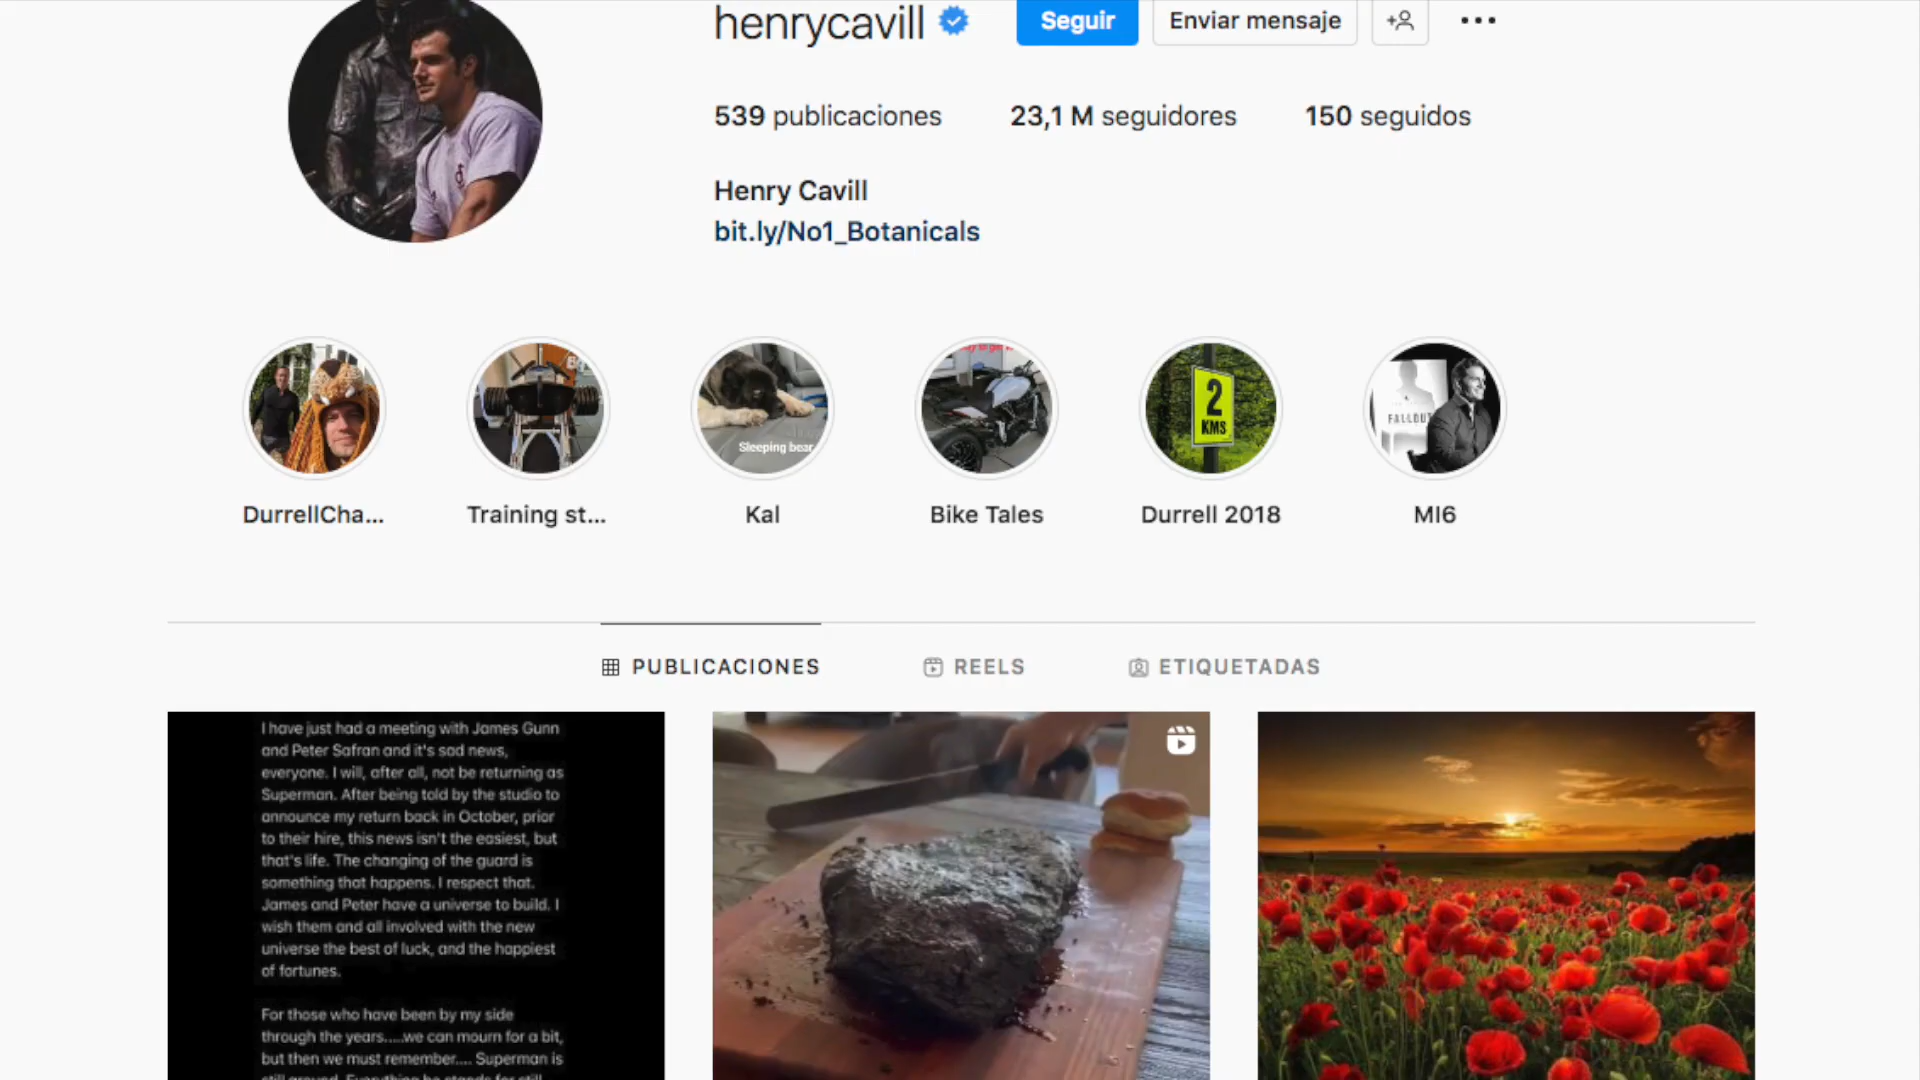 henrycavill
Seguir
Enviar mensaje
539 publicaciones
23,1 M seguidores
150 seguidos
Henry Cavill
bit.ly/No1_Botanicals
Sleeping bear
2
KMS
FALLOUT
DurrellCha...
Training st...
Kal
Bike Tales
Durrell 2018
MI6
PUBLICACIONES
REELS
ETIQUETADAS
I have just had a meeting with James Gunn
and Peter Safran and it's sad news,
everyone. I will, after all, not be returning as
Superman. After being told by the studio to
announce my return back in October, prior
to their hire, this news isn't the easiest, but
that's life. The changing of the guard is
something that happens. I respect that.
James and Peter have a universe to build. I
wish them and all involved with the new
universe the best of luck, and the happiest
of fortunes.
For those who have been by my side
through the years.....we can mourn for a bit,
but then we must remember.... Superman is
still around. Everything he stands for still